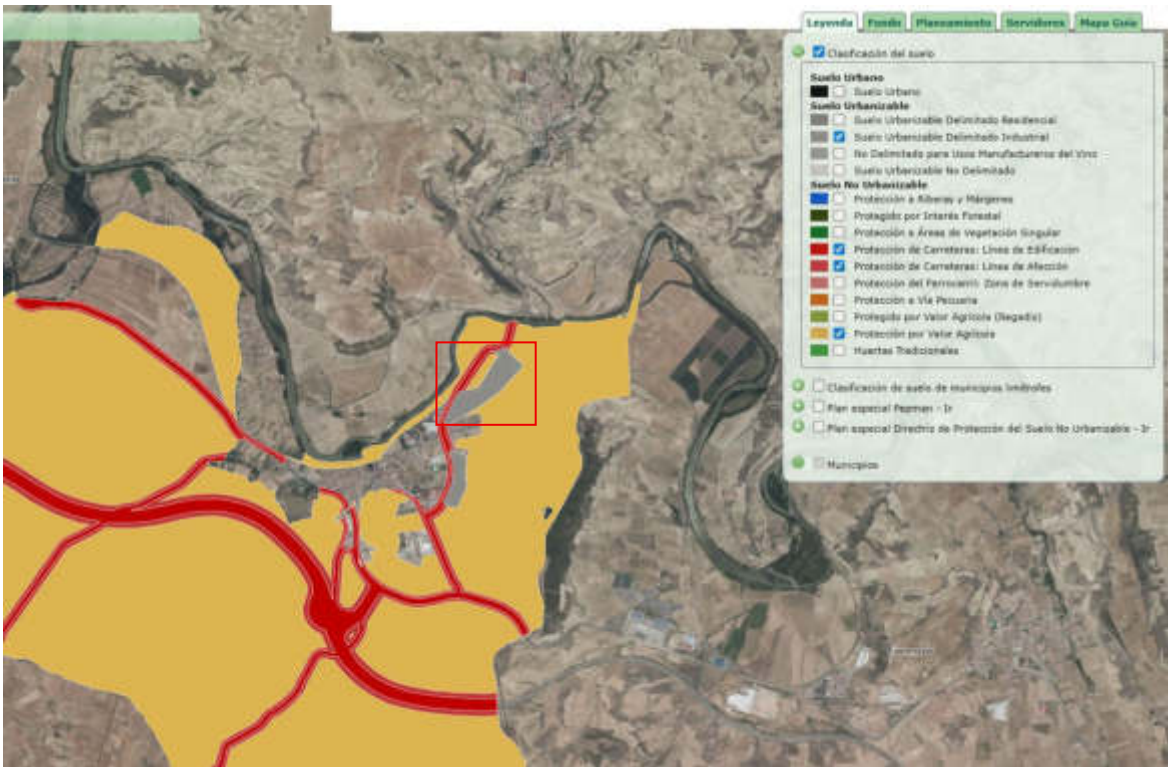 Leyenda Fondo Planeamiento Servidores Mapa Guía
Clasificación del suelo
Suelo Urbano
Suelo Urbano
Suelo Urbanizable
Suelo Urbanizable Delimitado Residencial
Suelo Urbanizable Delimitado Industrial
No Delimitado para Usos Manufactureros del Vino
Suelo Urbanizable No Delimitado
Suelo No Urbanizable
Protección a Riberas y Márgenes
Protegido por Interés Forestal
Protección a Áreas de Vegetación Singular
Protección de Carreteras: Línea de Edificación
Protección de Carreteras: Línea de Afección
Protección del Ferrocarril: Zona de Servidumbre
Protección a Vía Pecuaria
Protegido por Valor Agrícola (Regadío)
Protección por Valor Agrícola
Huertas Tradicionales
Clasificación de suelo de municipios limítrofes
Plan especial Pepman - Ir
Plan especial Directriz de Protección del Suelo No Urbanizable - Ir
Municipios